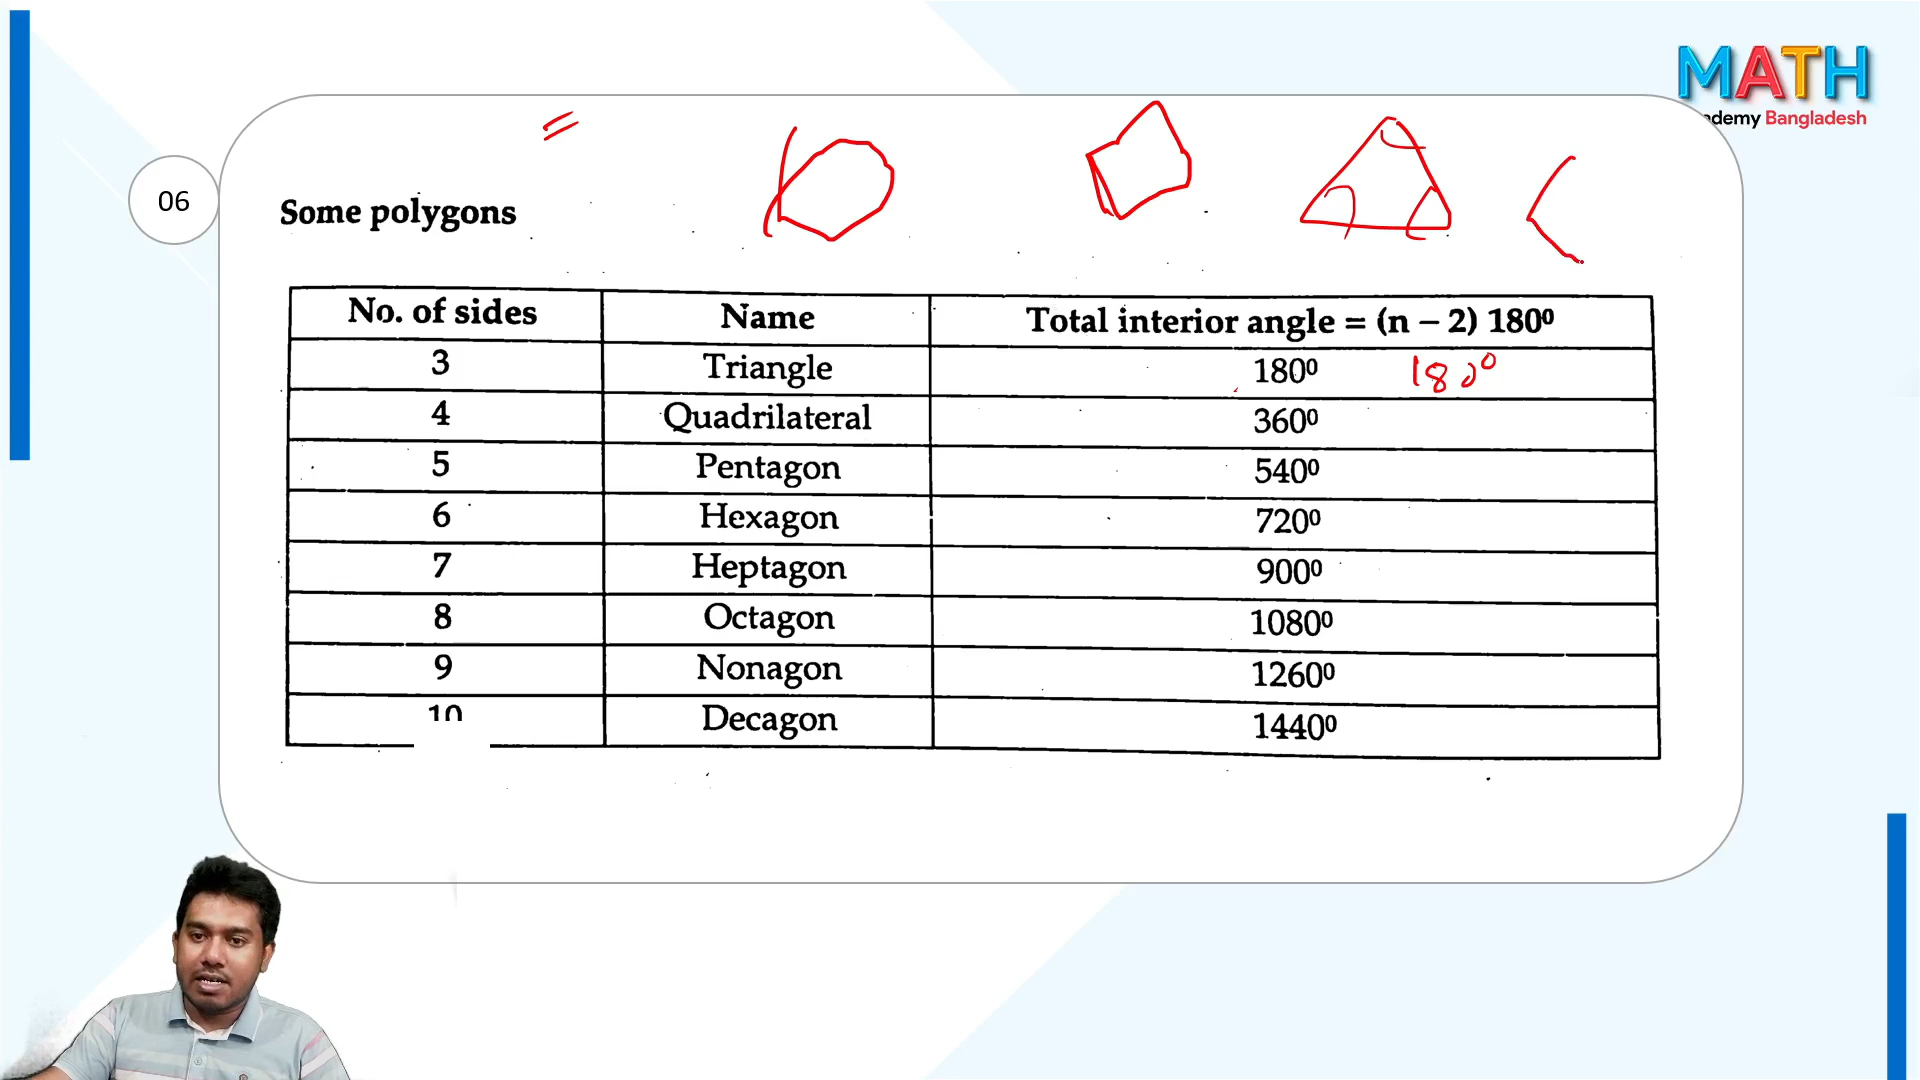 MATH
demy Bangladesh
06
Some polygons
No. of sides Name Total interior angle = (n – 2) 180⁰
3 Triangle 180⁰ 180⁰
4 Quadrilateral 360⁰
5 Pentagon 540⁰
6 Hexagon 720⁰
7 Heptagon 900⁰
8 Octagon 1080⁰
9 Nonagon 1260⁰
10 Decagon 1440⁰